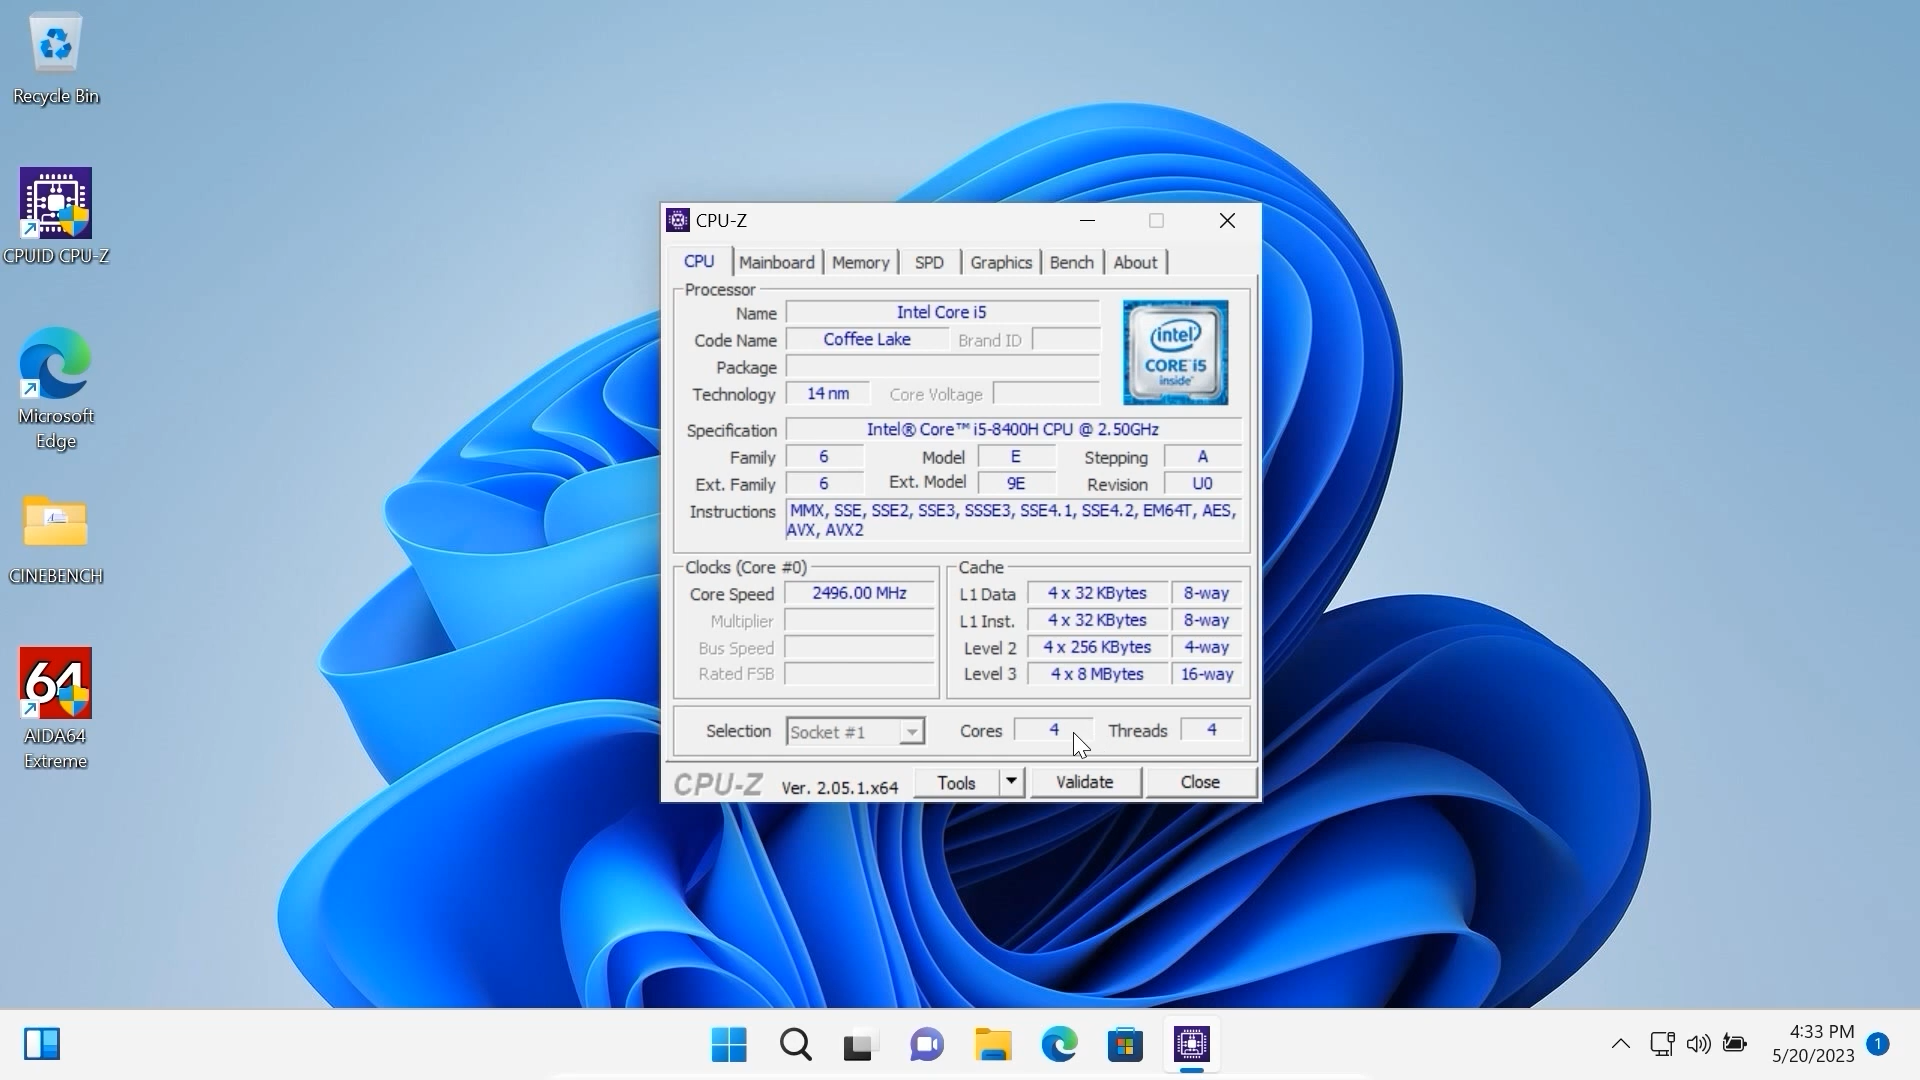 Recycle Bin
CPUID CPU-Z
Microsoft
Edge
CINEBENCH
64
AIDA64
Extreme
CPU-Z
CPU Mainboard Memory SPD Graphics Bench About
Processor
Name Intel Core i5
Code Name Coffee Lake Brand ID
Package
Technology 14 nm Core Voltage
intel
CORE i5
inside
Specification Intel® Core™ i5-8400H CPU @ 2.50GHz
Family 6 Model E Stepping A
Ext. Family 6 Ext. Model 9E Revision U0
Instructions MMX, SSE, SSE2, SSE3, SSSE3, SSE4.1, SSE4.2, EM64T, AES,
AVX, AVX2
Clocks (Core #0)
Core Speed 2496.00 MHz
Multiplier
Bus Speed
Rated FSB
Cache
L1 Data 4 x 32 KBytes 8-way
L1 Inst. 4 x 32 KBytes 8-way
Level 2 4 x 256 KBytes 4-way
Level 3 4 x 8 MBytes 16-way
Selection Socket #1 Cores 4 Threads 4
CPU-Z Ver. 2.05.1.x64 Tools Validate Close
4:33 PM
5/20/2023
1